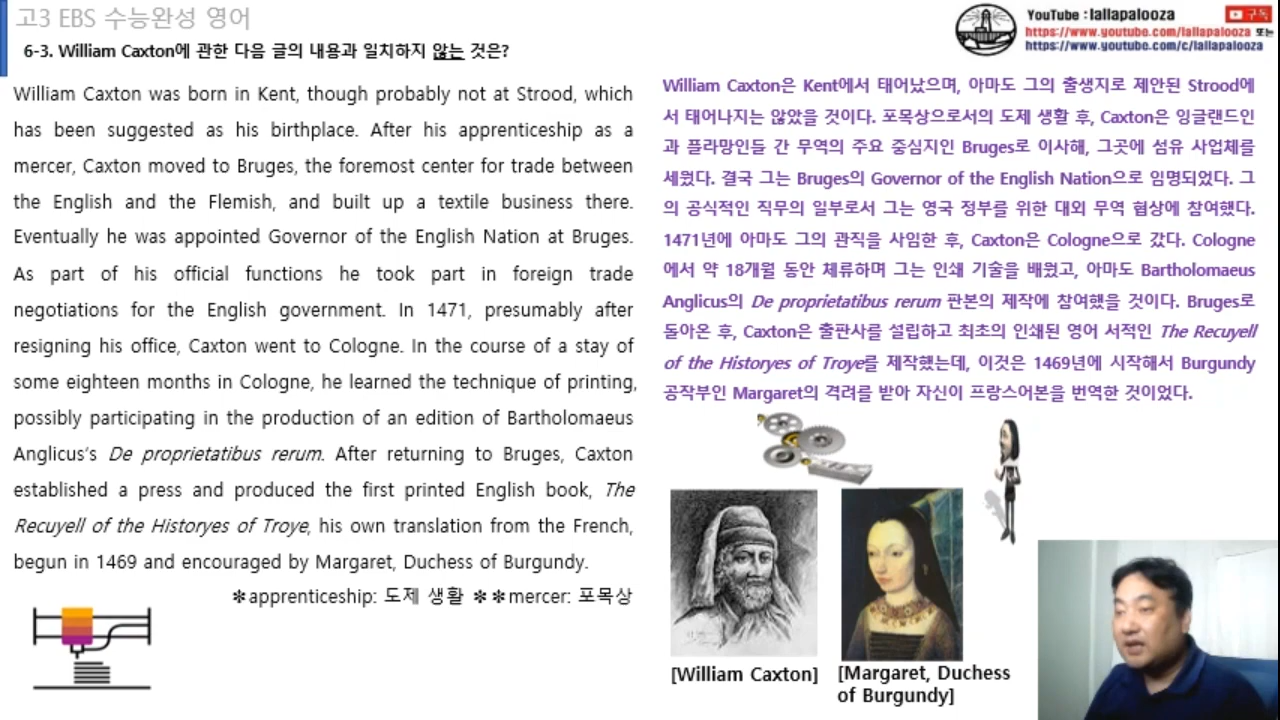 고3 EBS 수능완성 영어
6-3. William Caxton에 관한 다음 글의 내용과 일치하지 않는 것은?
YouTube : lallapalooza
구독
https://www.youtube.com/lallapalooza 또는
https://www.youtube.com/c/lallapalooza
William Caxton was born in Kent, though probably not at Strood, which
has been suggested as his birthplace. After his apprenticeship as a
mercer, Caxton moved to Bruges, the foremost center for trade between
the English and the Flemish, and built up a textile business there.
Eventually he was appointed Governor of the English Nation at Bruges.
As part of his official functions he took part in foreign trade
negotiations for the English government. In 1471, presumably after
resigning his office, Caxton went to Cologne. In the course of a stay of
some eighteen months in Cologne, he learned the technique of printing,
possibly participating in the production of an edition of Bartholomaeus
Anglicus's De proprietatibus rerum. After returning to Bruges, Caxton
established a press and produced the first printed English book, The
Recuyell of the Historyes of Troye, his own translation from the French,
begun in 1469 and encouraged by Margaret, Duchess of Burgundy.
✻apprenticeship: 도제 생활 ✻✻mercer: 포목상
William Caxton은 Kent에서 태어났으며, 아마도 그의 출생지로 제안된 Strood에
서 태어나지는 않았을 것이다. 포목상으로서의 도제 생활 후, Caxton은 잉글랜드인
과 플라망인들 간 무역의 주요 중심지인 Bruges로 이사해, 그곳에 섬유 사업체를
세웠다. 결국 그는 Bruges의 Governor of the English Nation으로 임명되었다. 그
의 공식적인 직무의 일부로서 그는 영국 정부를 위한 대외 무역 협상에 참여했다.
1471년에 아마도 그의 관직을 사임한 후, Caxton은 Cologne으로 갔다. Cologne
에서 약 18개월 동안 체류하며 그는 인쇄 기술을 배웠고, 아마도 Bartholomaeus
Anglicus의 De proprietatibus rerum 판본의 제작에 참여했을 것이다. Bruges로
돌아온 후, Caxton은 출판사를 설립하고 최초의 인쇄된 영어 서적인 The Recuyell
of the Historyes of Troye를 제작했는데, 이것은 1469년에 시작해서 Burgundy
공작부인 Margaret의 격려를 받아 자신이 프랑스어본을 번역한 것이었다.
[William Caxton]
[Margaret, Duchess
of Burgundy]